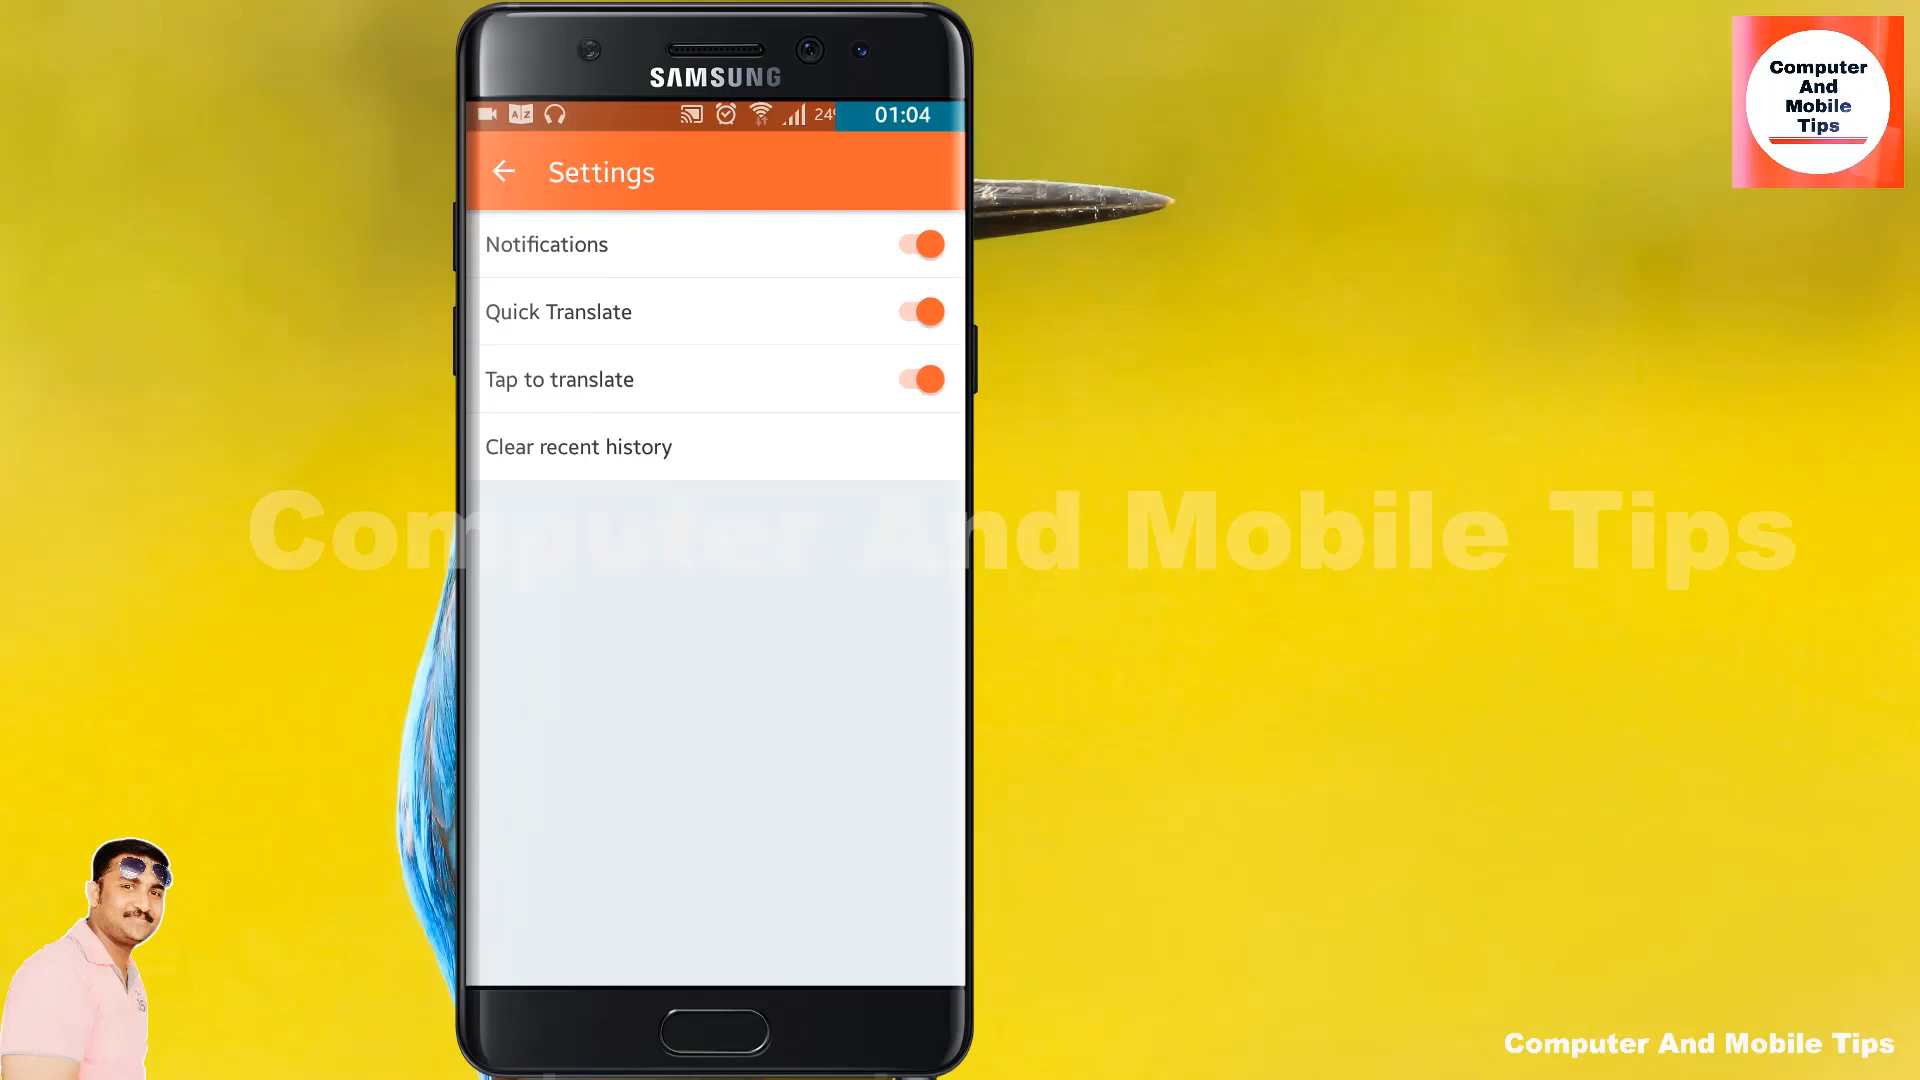 SAMSUNG
24
01:04
Settings
Notifications
Quick Translate
Tap to translate
Clear recent history
Computer
And
Mobile
Tips
Computer And Mobile Tips
Computer And Mobile Tips